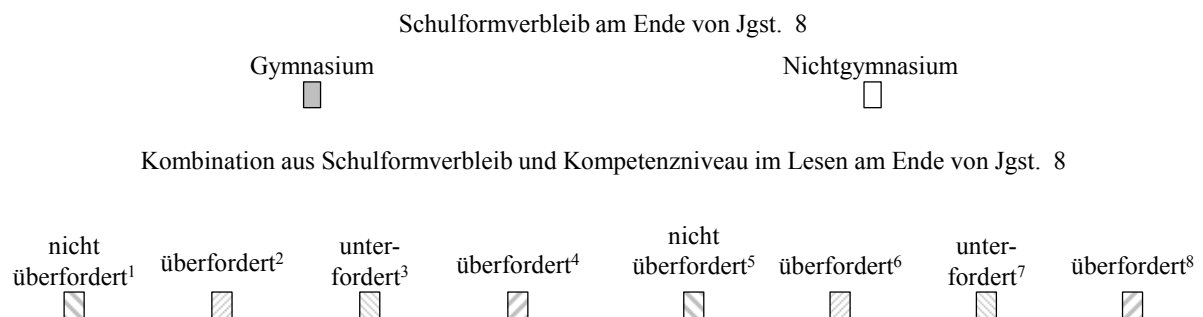 Schulformverbleib am Ende von Jgst. 8
Gymnasium Nichtgymnasium
Kombination aus Schulformverbleib und Kompetenzniveau im Lesen am Ende von Jgst. 8
nicht
überfordert¹
überfordert²
unter-
fordert³
überfordert⁴
nicht
überfordert⁵
überfordert⁶
unter-
fordert⁷
überfordert⁸